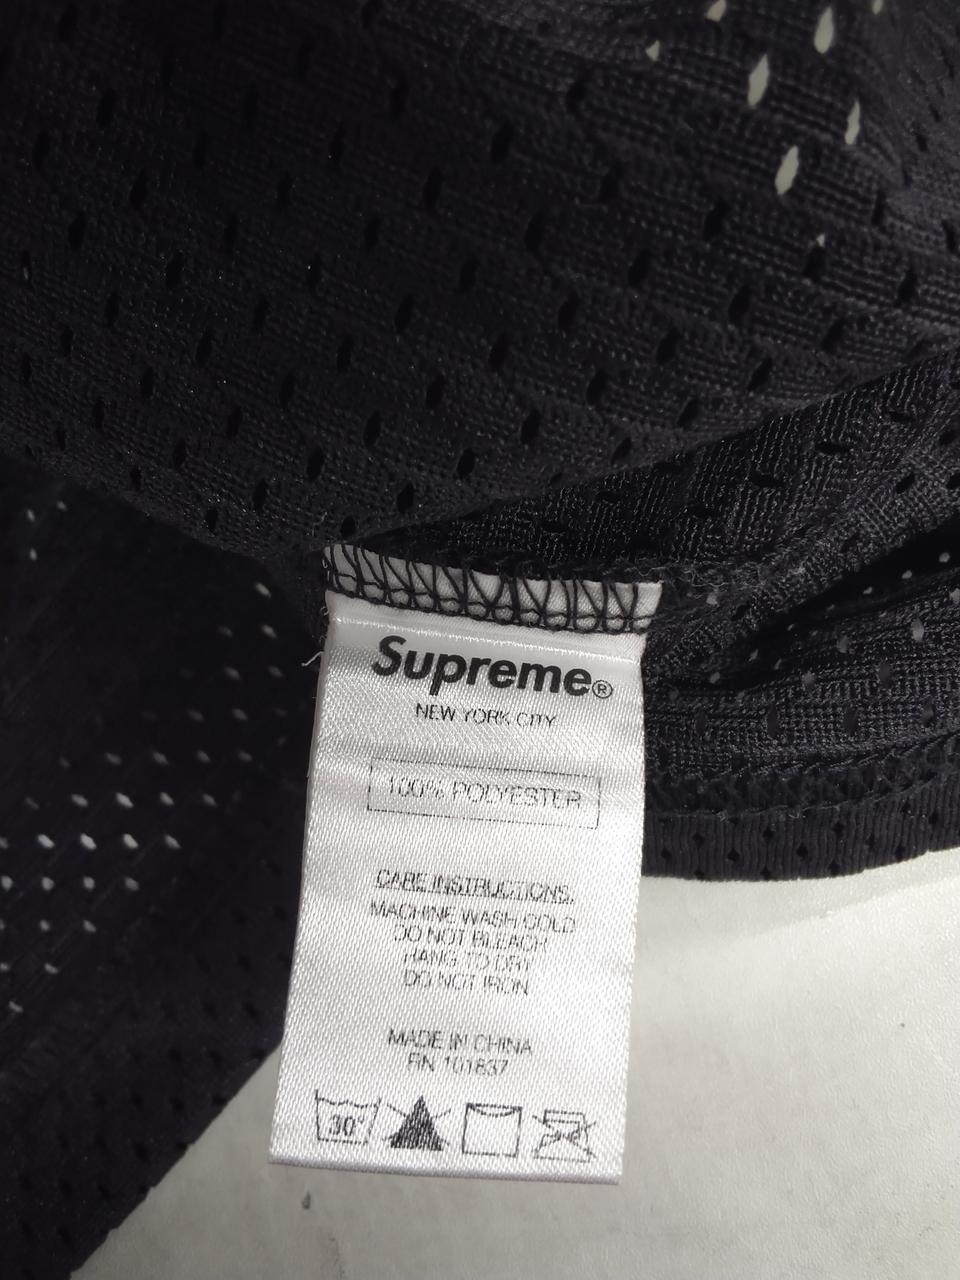 Supreme®
NEW YORK CITY
100% POLYESTER
CARE INSTRUCTIONS.
MACHINE WASH COLD
DO NOT BLEACH
HANG TO DRY
DO NOT IRON
MADE IN CHINA
RN 101837
30°